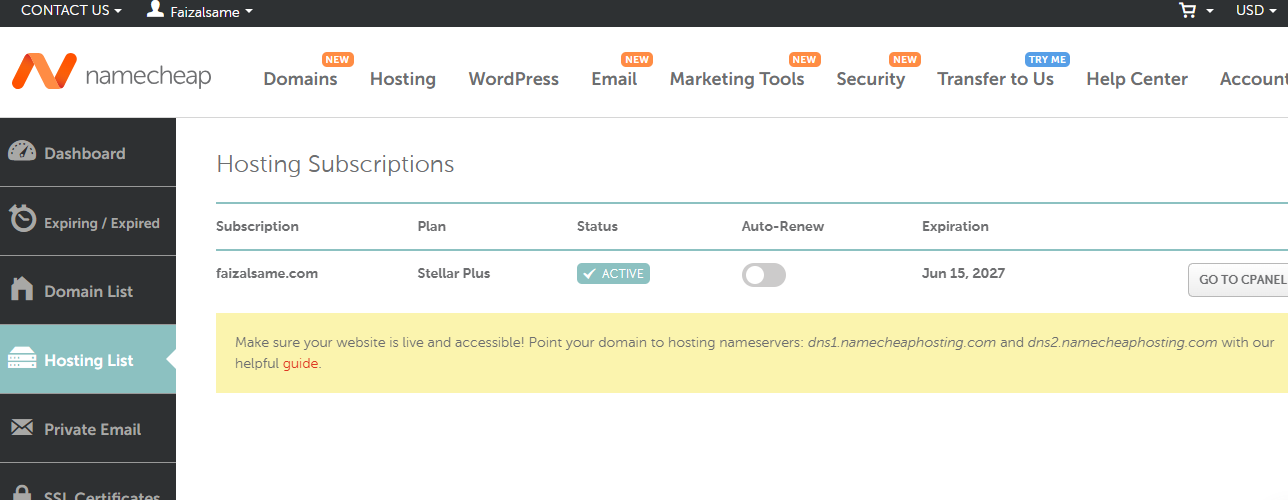 CONTACT US Faizalsame USD
NEW NEW NEW NEW TRY ME
namecheap Domains Hosting WordPress Email Marketing Tools Security Transfer to Us Help Center Account
Dashboard
Hosting Subscriptions
Expiring / Expired
Subscription Plan Status Auto-Renew Expiration
faizalsame.com Stellar Plus ACTIVE Jun 15, 2027 GO TO CPANEL
Domain List
Make sure your website is live and accessible! Point your domain to hosting nameservers: dns1.namecheaphosting.com and dns2.namecheaphosting.com with our
helpful guide.
Hosting List
Private Email
SSL Certificates